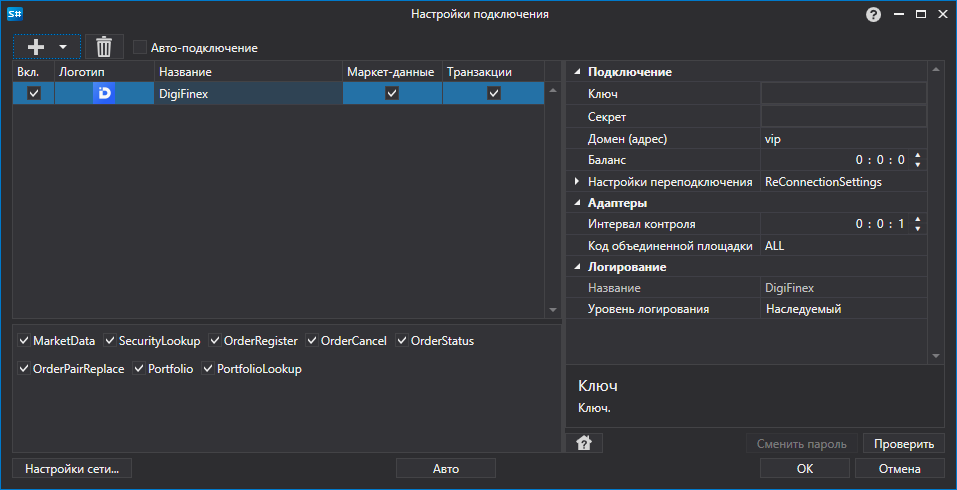 S#
Настройки подключения
?
Авто-подключение
Вкл. Логотип Название Маркет-данные Транзакции
DigiFinex
Подключение
Ключ
Секрет
Домен (адрес) vip
Баланс 0 : 0 : 0
Настройки переподключения ReConnectionSettings
Адаптеры
Интервал контроля 0 : 0 : 1
Код объединенной площадки ALL
Логирование
Название DigiFinex
Уровень логирования Наследуемый
MarketData SecurityLookup OrderRegister OrderCancel OrderStatus
OrderPairReplace Portfolio PortfolioLookup
Ключ
Ключ.
?
Сменить пароль Проверить
Настройки сети... Авто OK Отмена